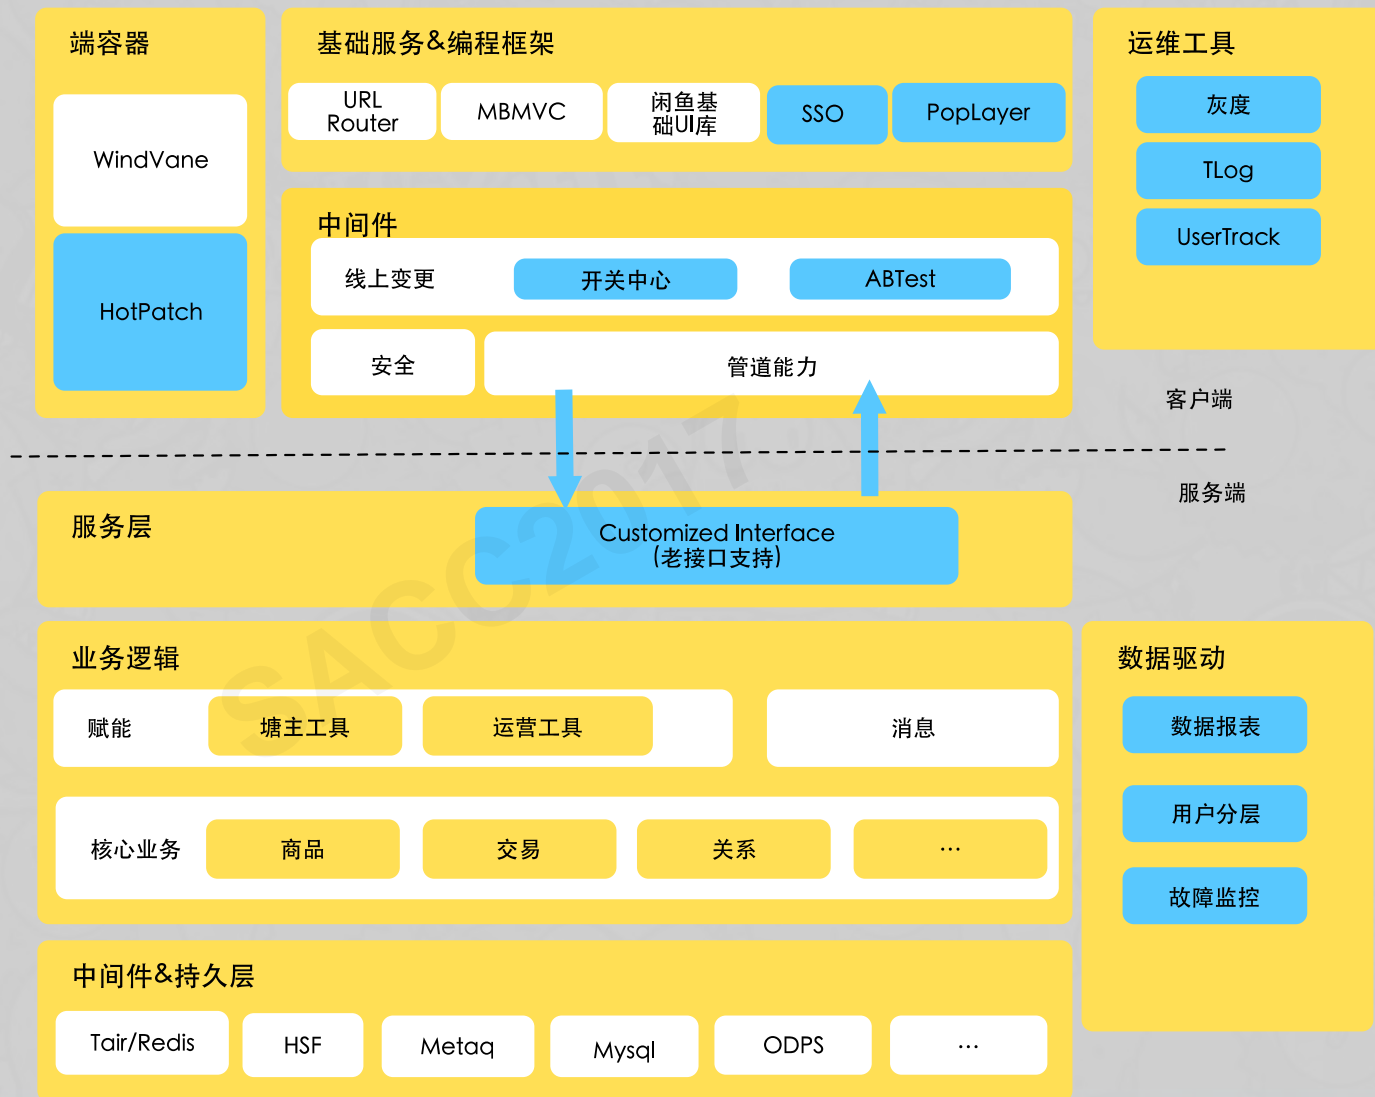 端容器
WindVane
HotPatch
基础服务&编程框架
URL
Router
MBMVC
闲鱼基
础UI库
SSO
PopLayer
中间件
线上变更
开关中心
ABTest
安全
管道能力
运维工具
灰度
TLog
UserTrack
客户端
服务端
服务层
Customized Interface
(老接口支持)
业务逻辑
赋能
塘主工具
运营工具
消息
核心业务
商品
交易
关系
…
数据驱动
数据报表
用户分层
故障监控
中间件&持久层
Tair/Redis
HSF
Metaq
Mysql
ODPS
…
SACC2017